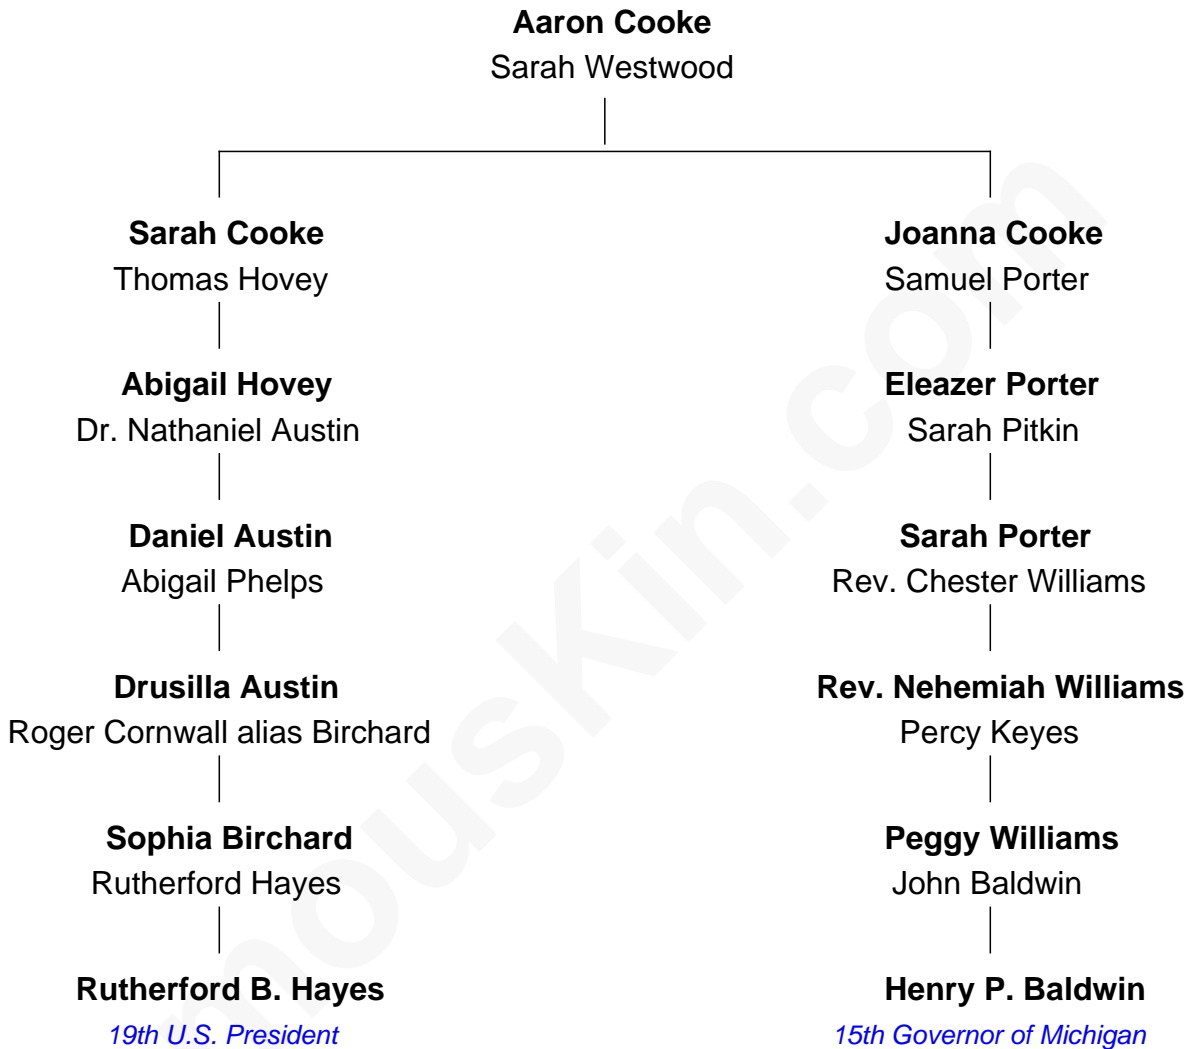 Aaron Cooke
Sarah Westwood
Sarah Cooke
Thomas Hovey
Joanna Cooke
Samuel Porter
Abigail Hovey
Dr. Nathaniel Austin
Eleazer Porter
Sarah Pitkin
Daniel Austin
Abigail Phelps
Sarah Porter
Rev. Chester Williams
Drusilla Austin
Roger Cornwall alias Birchard
Rev. Nehemiah Williams
Percy Keyes
Sophia Birchard
Rutherford Hayes
Peggy Williams
John Baldwin
Rutherford B. Hayes
19th U.S. President
Henry P. Baldwin
15th Governor of Michigan
mousKin.com